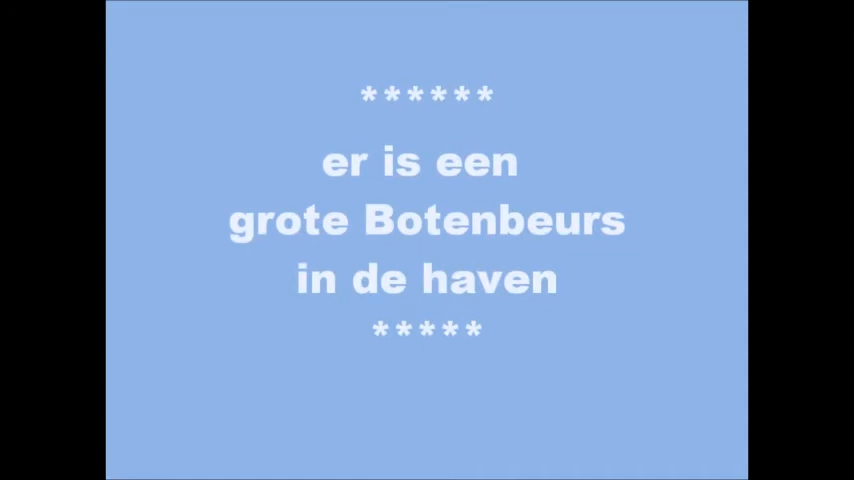 ******
er is een
grote Botenbeurs
in de haven
*****